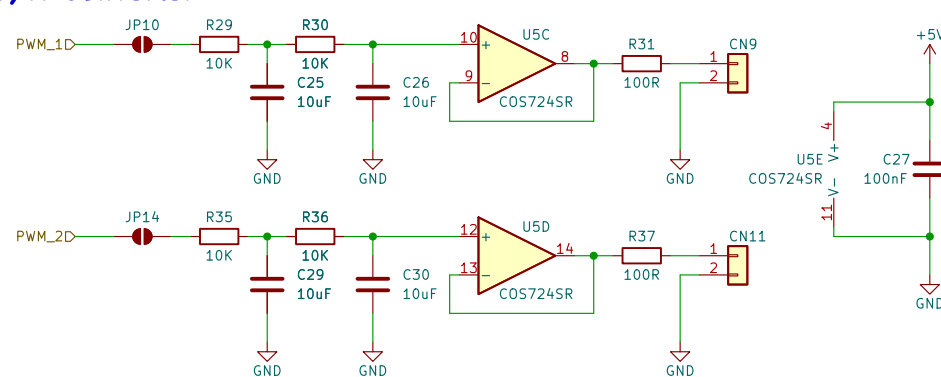 PWM_1
JP10
R29
10K
R30
10K
C25
10uF
C26
10uF
GND
GND
10
+
9
-
U5C
8
COS724SR
R31
100R
CN9
1
2
GND
+5V
4
V+
U5E
COS724SR
V-
11
C27
100nF
GND
PWM_2
JP14
R35
10K
R36
10K
C29
10uF
C30
10uF
GND
GND
12
+
13
-
U5D
14
COS724SR
R37
100R
CN11
1
2
GND